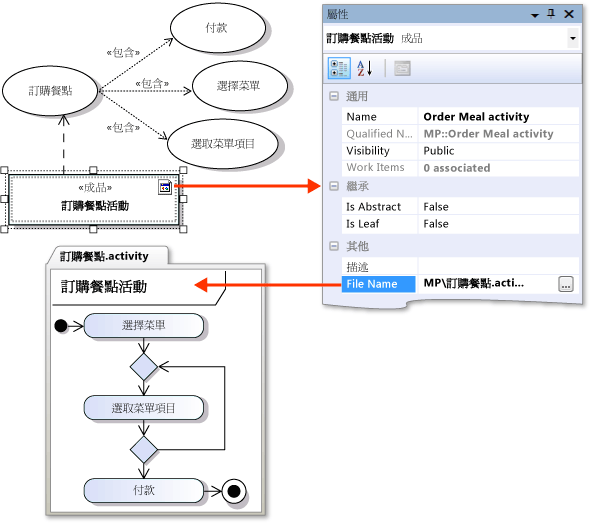 付款
«包含»
訂購餐點
«包含»
選擇菜單
«包含»
選取菜單項目
«成品»
訂購餐點活動
屬性
訂購餐點活動 成品
通用
Name Order Meal activity
Qualified N... MP::Order Meal activity
Visibility Public
Work Items 0 associated
繼承
Is Abstract False
Is Leaf False
其他
描述
File Name MP\訂購餐點.acti... ...
訂購餐點.activity
訂購餐點活動
選擇菜單
選取菜單項目
付款